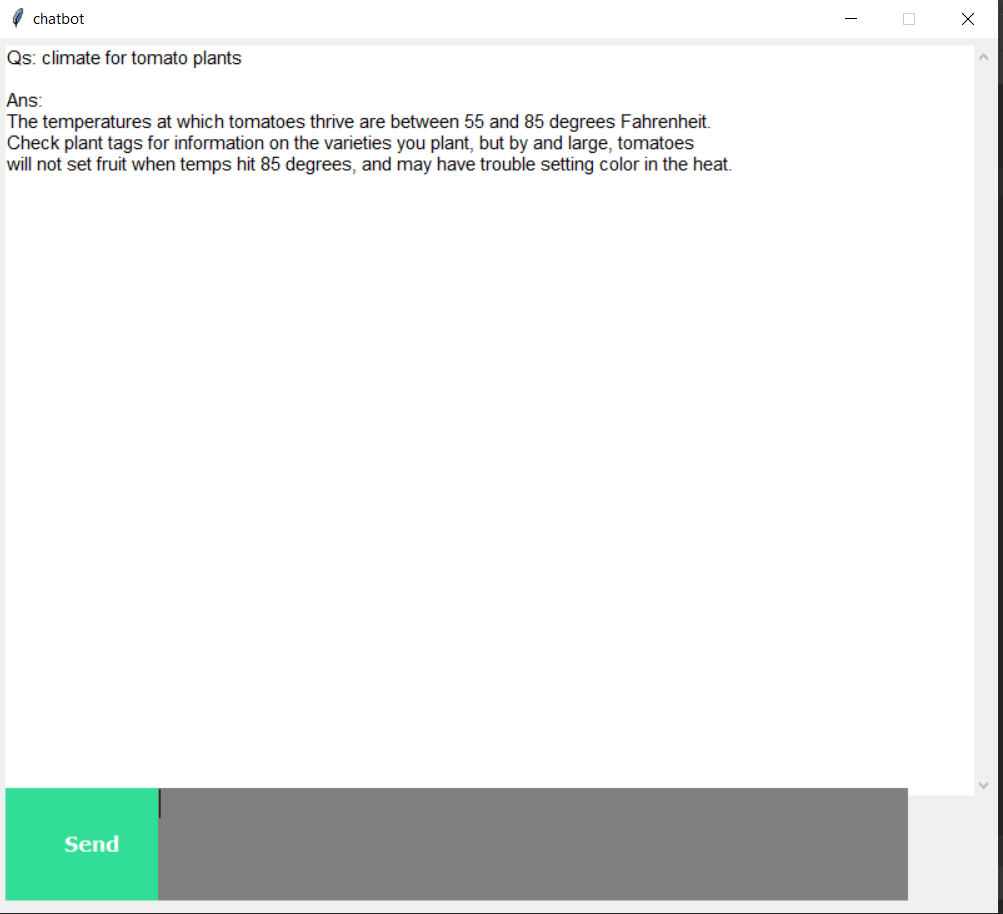 chatbot
Qs: climate for tomato plants
Ans:
The temperatures at which tomatoes thrive are between 55 and 85 degrees Fahrenheit.
Check plant tags for information on the varieties you plant, but by and large, tomatoes
will not set fruit when temps hit 85 degrees, and may have trouble setting color in the heat.
Send